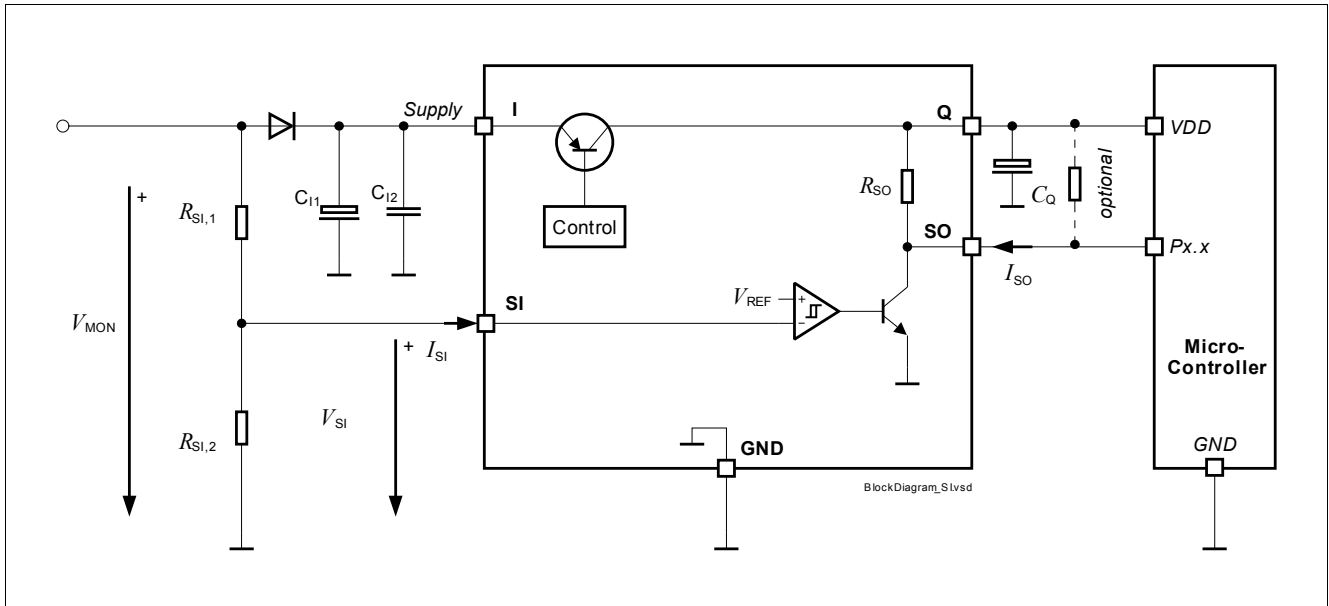 Supply
I
Q
VDD
+
R_SI,1
C_I1
C_I2
Control
R_SO
C_Q
optional
SO
Px.x
I_SO
V_MON
SI
V_REF
+
−
+
I_SI
Micro-
Controller
V_SI
R_SI,2
GND
GND
BlockDiagram_SI.vsd